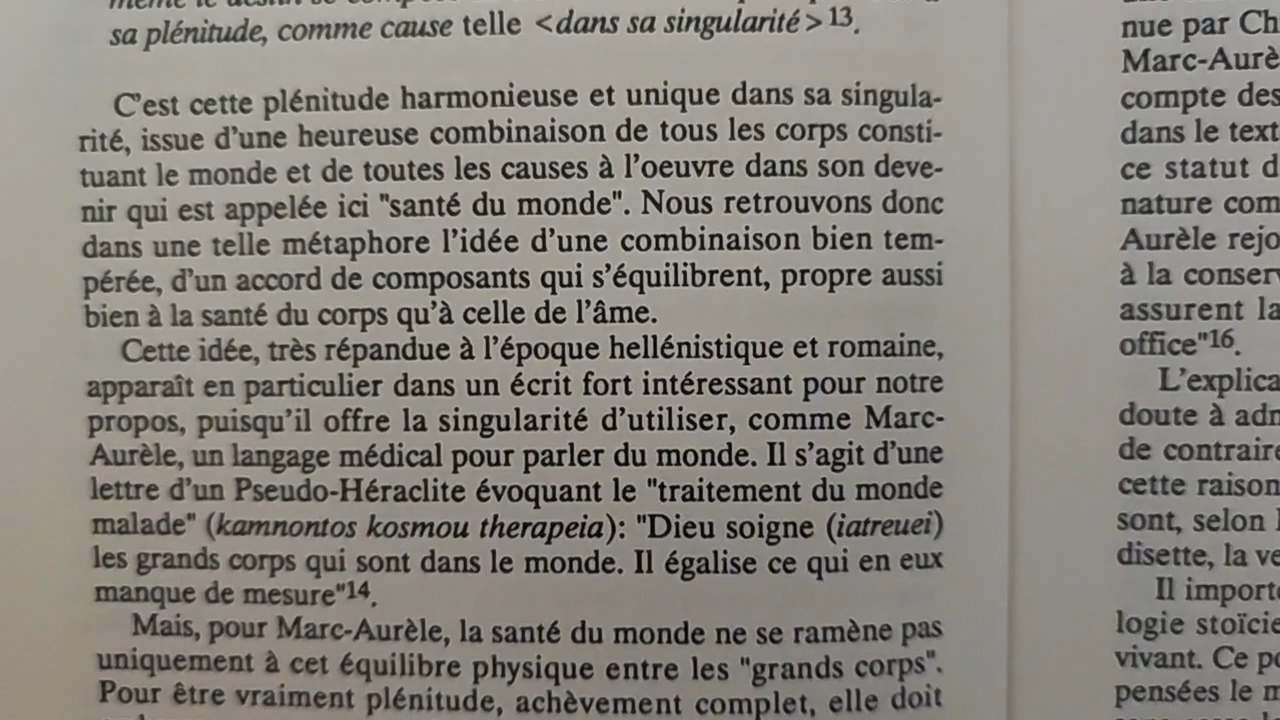 sa plénitude, comme cause telle <dans sa singularité>13.
C'est cette plénitude harmonieuse et unique dans sa singula-
rité, issue d'une heureuse combinaison de tous les corps consti-
tuant le monde et de toutes les causes à l'oeuvre dans son deve-
nir qui est appelée ici "santé du monde". Nous retrouvons donc
dans une telle métaphore l'idée d'une combinaison bien tem-
pérée, d'un accord de composants qui s'équilibrent, propre aussi
bien à la santé du corps qu'à celle de l'âme.
Cette idée, très répandue à l'époque hellénistique et romaine,
apparaît en particulier dans un écrit fort intéressant pour notre
propos, puisqu'il offre la singularité d'utiliser, comme Marc-
Aurèle, un langage médical pour parler du monde. Il s'agit d'une
lettre d'un Pseudo-Héraclite évoquant le "traitement du monde
malade" (kamnontos kosmou therapeia): "Dieu soigne (iatreuei)
les grands corps qui sont dans le monde. Il égalise ce qui en eux
manque de mesure"14.
Mais, pour Marc-Aurèle, la santé du monde ne se ramène pas
uniquement à cet équilibre physique entre les "grands corps".
Pour être vraiment plénitude, achèvement complet, elle doit
nue par Ch
Marc-Aurè
compte des
dans le text
ce statut d
nature com
Aurèle rejo
à la conser
assurent la
office"16.
L'explica
doute à adm
de contraire
cette raison
sont, selon
disette, la ve
Il importe
logie stoïcie
vivant. Ce po
pensées le m